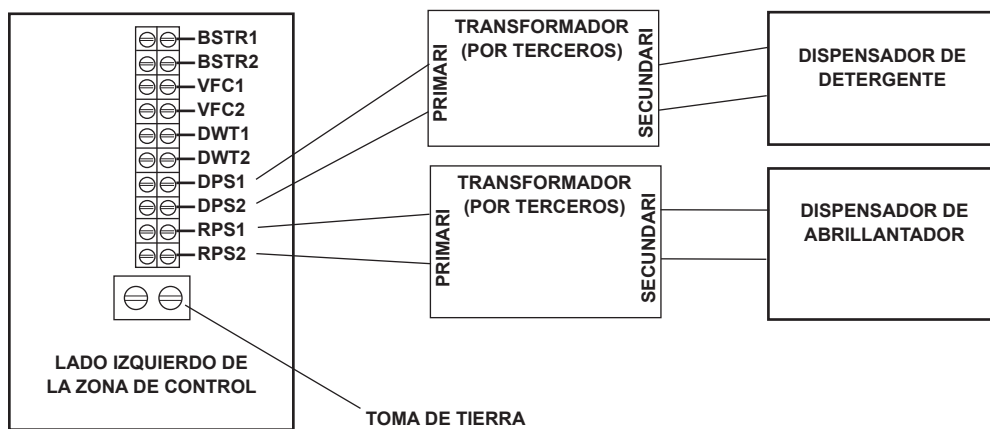 BSTR1
BSTR2
VFC1
VFC2
DWT1
DWT2
DPS1
DPS2
RPS1
RPS2
LADO IZQUIERDO DE
LA ZONA DE CONTROL
TOMA DE TIERRA
TRANSFORMADOR
(POR TERCEROS)
PRIMARI
SECUNDARI
DISPENSADOR DE
DETERGENTE
TRANSFORMADOR
(POR TERCEROS)
PRIMARI
SECUNDARI
DISPENSADOR DE
ABRILLANTADOR